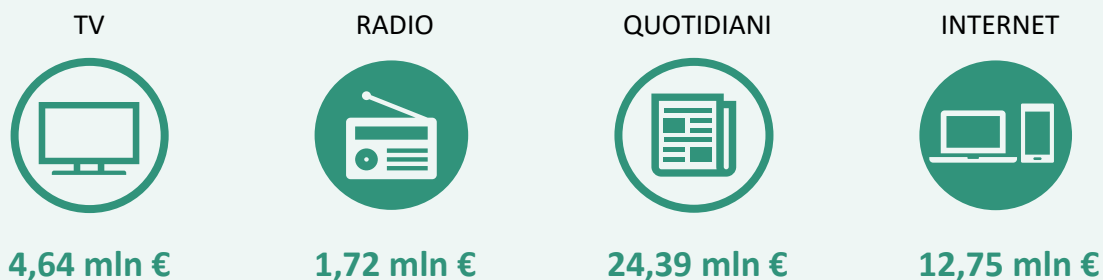 TV
RADIO
QUOTIDIANI
INTERNET
4,64 mln €
1,72 mln €
24,39 mln €
12,75 mln €